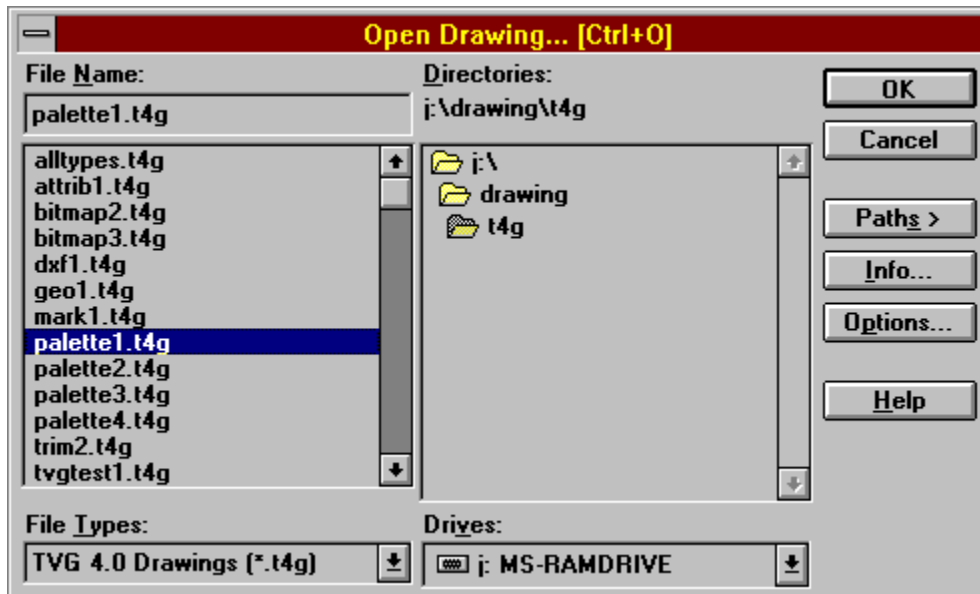 Open Drawing... [Ctrl+O]
File Name:
palette1.t4g
alltypes.t4g
attrib1.t4g
bitmap2.t4g
bitmap3.t4g
dxf1.t4g
geo1.t4g
mark1.t4g
palette1.t4g
palette2.t4g
palette3.t4g
palette4.t4g
trim2.t4g
tvgtest1.t4g
File Types:
TVG 4.0 Drawings (*.t4g)
Directories:
j:\drawing\t4g
j:\
drawing
t4g
Drives:
j: MS-RAMDRIVE
OK
Cancel
Paths >
Info...
Options...
Help